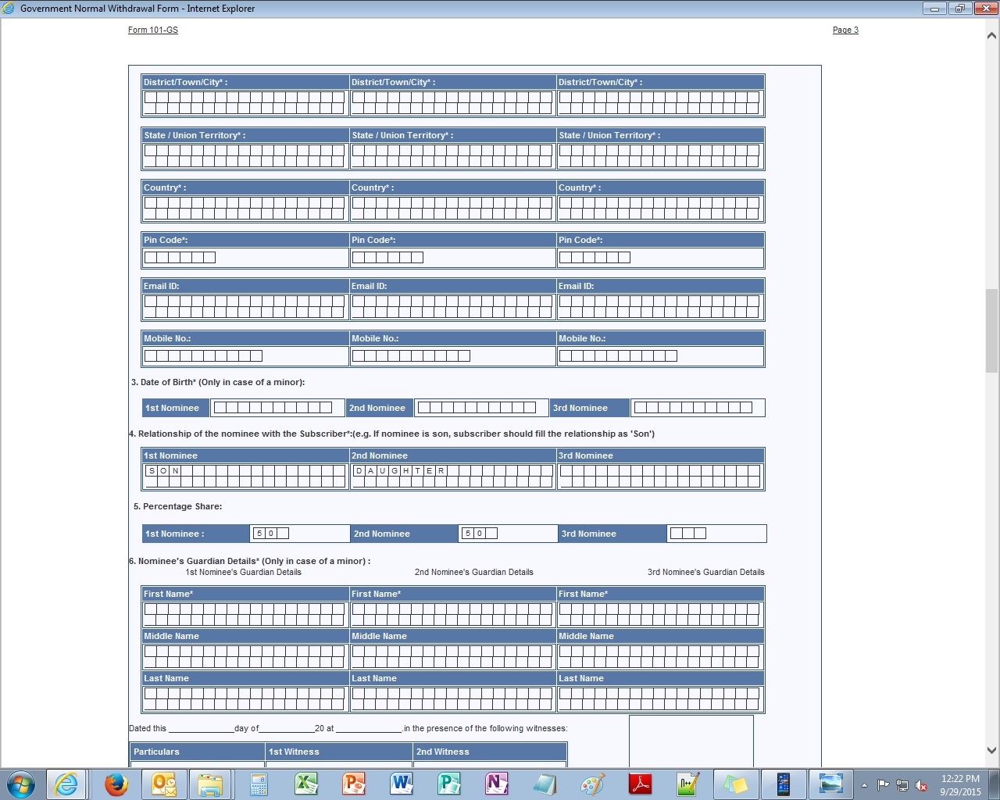 Government Normal Withdrawal Form - Internet Explorer
Form 101-GS Page 3
District/Town/City* : District/Town/City* : District/Town/City* :
State / Union Territory* : State / Union Territory* : State / Union Territory* :
Country* : Country* : Country* :
Pin Code*: Pin Code*: Pin Code*:
Email ID: Email ID: Email ID:
Mobile No.: Mobile No.: Mobile No.:
3. Date of Birth* (Only in case of a minor):
1st Nominee 2nd Nominee 3rd Nominee
4. Relationship of the nominee with the Subscriber*:(e.g. If nominee is son, subscriber should fill the relationship as 'Son')
1st Nominee 2nd Nominee 3rd Nominee
SON DAUGHTER
5. Percentage Share:
1st Nominee : 50 2nd Nominee 50 3rd Nominee
6. Nominee's Guardian Details* (Only in case of a minor) :
1st Nominee's Guardian Details 2nd Nominee's Guardian Details 3rd Nominee's Guardian Details
First Name* First Name* First Name*
Middle Name Middle Name Middle Name
Last Name Last Name Last Name
Dated this ______________day of____________20 at ______________.in the presence of the following witnesses:
Particulars 1st Witness 2nd Witness
12:22 PM
9/29/2015